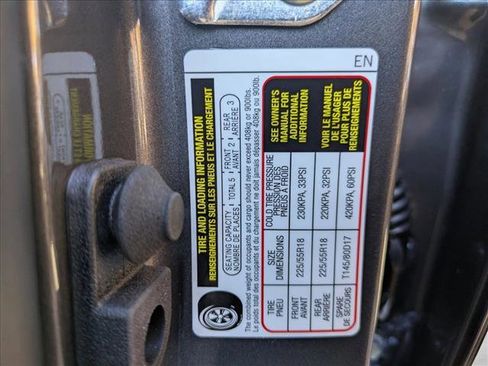 EN
TIRE AND LOADING INFORMATION
RENSEIGNEMENTS SUR LES PNEUS ET LE CHARGEMENT
SEATING CAPACITY TOTAL 5 FRONT 2 REAR 3
NOMBRE DE PLACES AVANT ARRIÈRE
The combined weight of occupants and cargo should never exceed 408kg or 900lbs.
Le poids total des occupants et du chargement ne doit jamais dépasser 408kg ou 900lb.
TIRE SIZE COLD TIRE PRESSURE
PNEU DIMENSIONS PRESSION DES
PNEUS À FROID
FRONT 225/55R18 230KPA, 33PSI
AVANT
REAR 225/55R18 220KPA, 32PSI
ARRIÈRE
SPARE T145/80D17 420KPA, 60PSI
DE SECOURS
SEE OWNER'S
MANUAL FOR
ADDITIONAL
INFORMATION
VOIR LE MANUEL
DE L'USAGER
POUR PLUS DE
RENSEIGNEMENTS